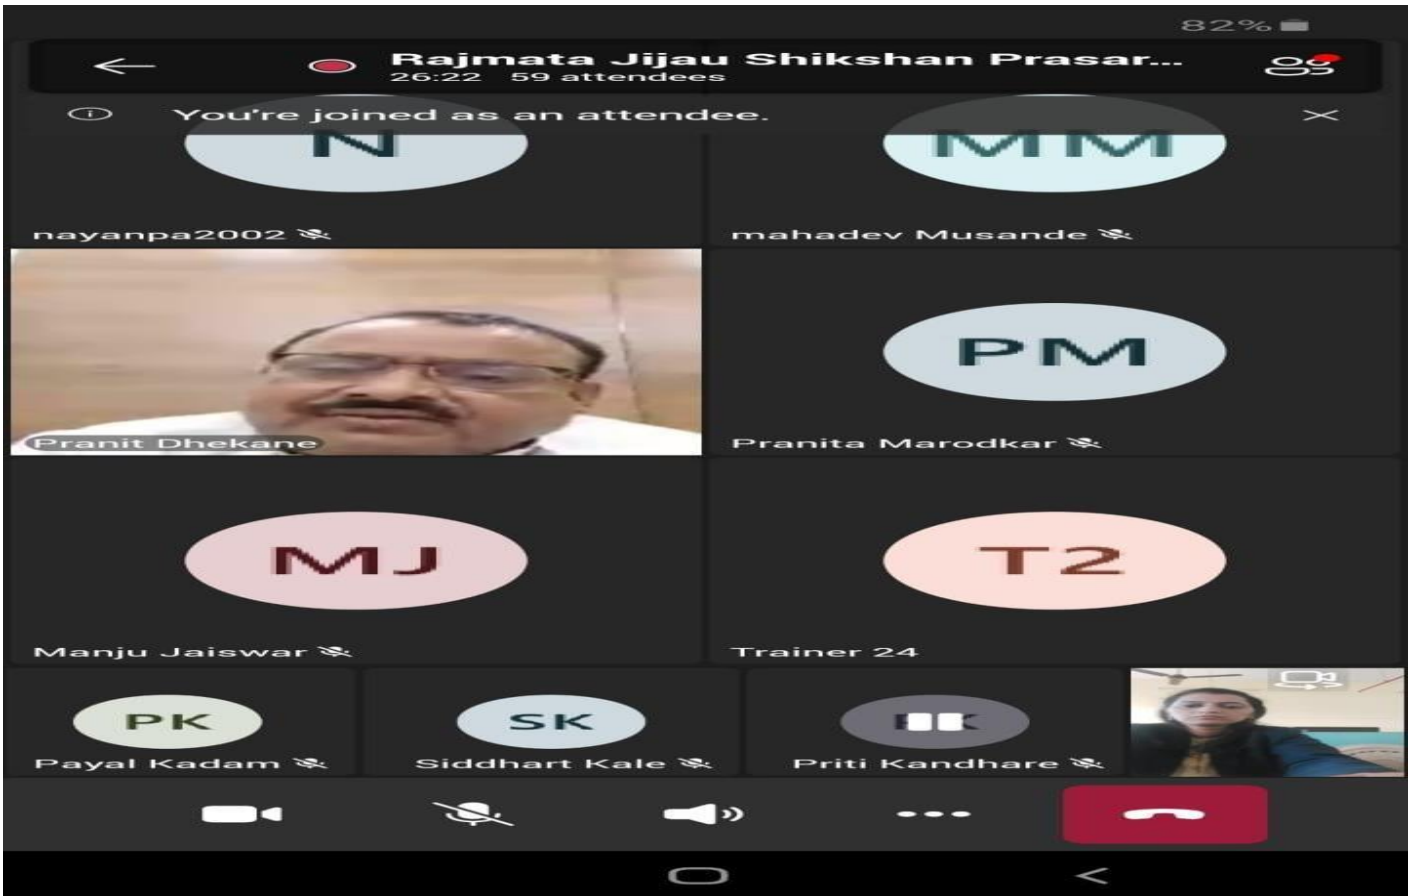 82%
Rajmata Jijau Shikshan Prasar...
26:22 59 attendees
You're joined as an attendee.
N
MM
nayanpa2002
mahadev Musande
PM
Pranit Dhekane
Pranita Marodkar
MJ
T2
Manju Jaiswar
Trainer 24
PK
SK
Payal Kadam
Siddhart Kale
Priti Kandhare